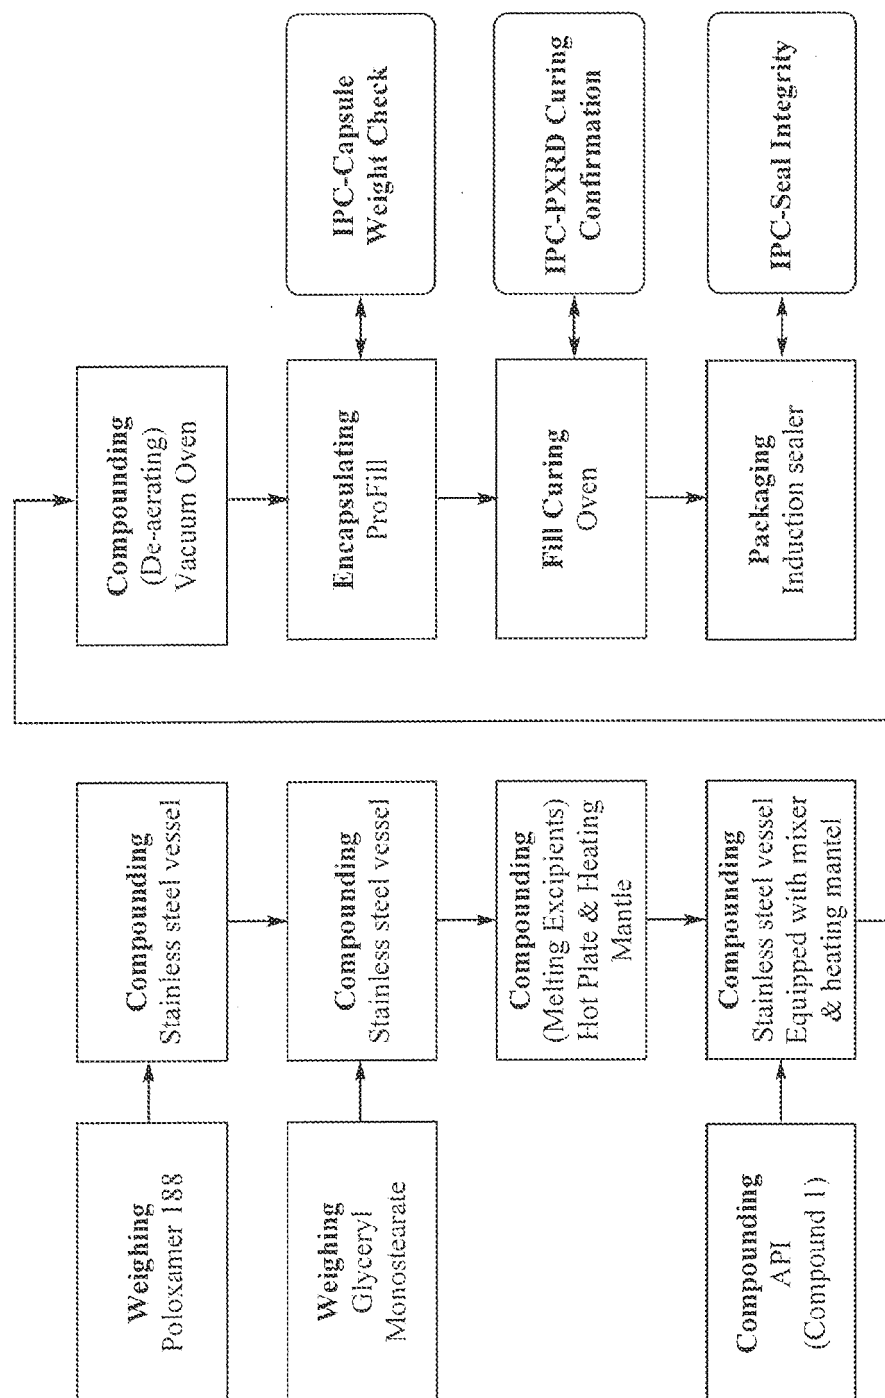 Weighing
Poloxamer 188
Compounding
Stainless steel vessel
Weighing
Glyceryl
Monostearate
Compounding
Stainless steel vessel
Compounding
(Melting Excipients)
Hot Plate & Heating
Mantle
Compounding
API
(Compound 1)
Compounding
Stainless steel vessel
Equipped with mixer
& heating mantel
Compounding
(De-aerating)
Vacuum Oven
Encapsulating
ProFill
IPC-Capsule
Weight Check
Fill Curing
Oven
IPC-PXRD Curing
Confirmation
Packaging
Induction sealer
IPC-Seal Integrity